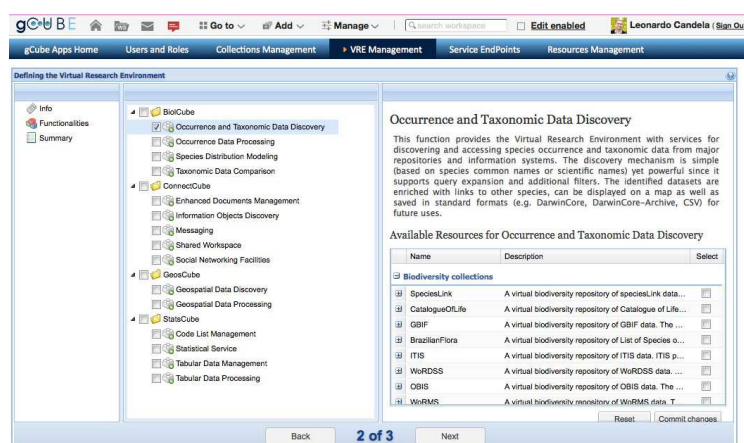 gCUBE Go to Add Manage search workspace Edit enabled Leonardo Candela (Sign Ou
gCube Apps Home Users and Roles Collections Management VRE Management Service EndPoints Resources Management
Defining the Virtual Research Environment
Info
Functionalities
Summary
BiolCube
Occurrence and Taxonomic Data Discovery
Occurrence Data Processing
Species Distribution Modeling
Taxonomic Data Comparison
ConnectCube
Enhanced Documents Management
Information Objects Discovery
Messaging
Shared Workspace
Social Networking Facilities
GeosCube
Geospatial Data Discovery
Geospatial Data Processing
StatsCube
Code List Management
Statistical Service
Tabular Data Management
Tabular Data Processing
Occurrence and Taxonomic Data Discovery
This function provides the Virtual Research Environment with services for
discovering and accessing species occurrence and taxonomic data from major
repositories and information systems. The discovery mechanism is simple
(based on species common names or scientific names) yet powerful since it
supports query expansion and additional filters. The identified datasets are
enriched with links to other species, can be displayed on a map as well as
saved in standard formats (e.g. DarwinCore, DarwinCore-Archive, CSV) for
future uses.
Available Resources for Occurrence and Taxonomic Data Discovery
Name Description Select
Biodiversity collections
SpeciesLink A virtual biodiversity repository of speciesLink data...
CatalogueOfLife A virtual biodiversity repository of Catalogue of Life...
GBIF A virtual biodiversity repository of GBIF data. The ...
BrazilianFlora A virtual biodiversity repository of List of Species o...
ITIS A virtual biodiversity repository of ITIS data. ITIS p...
WoRDSS A virtual biodiversity repository of WoRDSS data. ...
OBIS A virtual biodiversity repository of OBIS data. The ...
WoRMS A virtual biodiversity repository of WoRMS data. T
Reset Commit changes
Back 2 of 3 Next